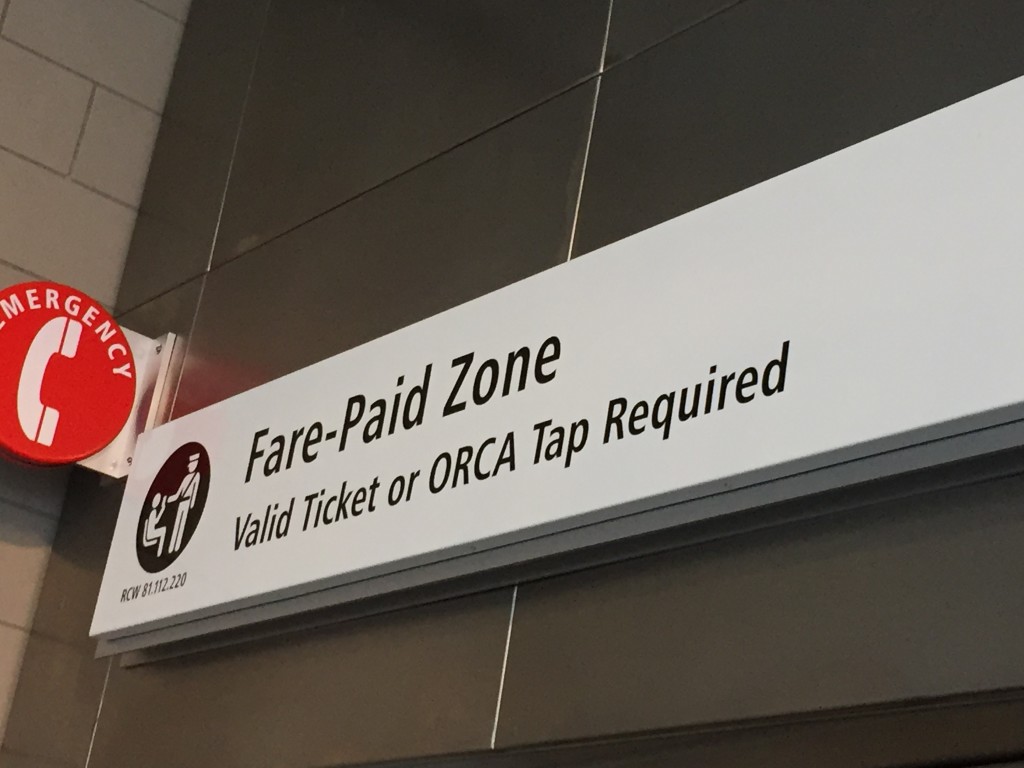 EMERGENCY
Fare-Paid Zone
Valid Ticket or ORCA Tap Required
RCW 81.112.220